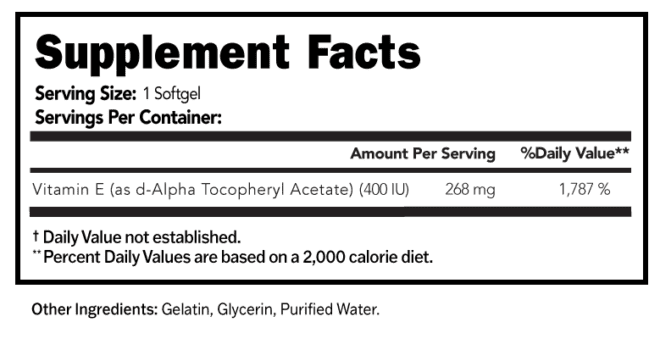 Supplement Facts
Serving Size: 1 Softgel
Servings Per Container:
Amount Per Serving %Daily Value**
Vitamin E (as d-Alpha Tocopheryl Acetate) (400 IU) 268 mg 1,787 %
† Daily Value not established.
** Percent Daily Values are based on a 2,000 calorie diet.
Other Ingredients: Gelatin, Glycerin, Purified Water.